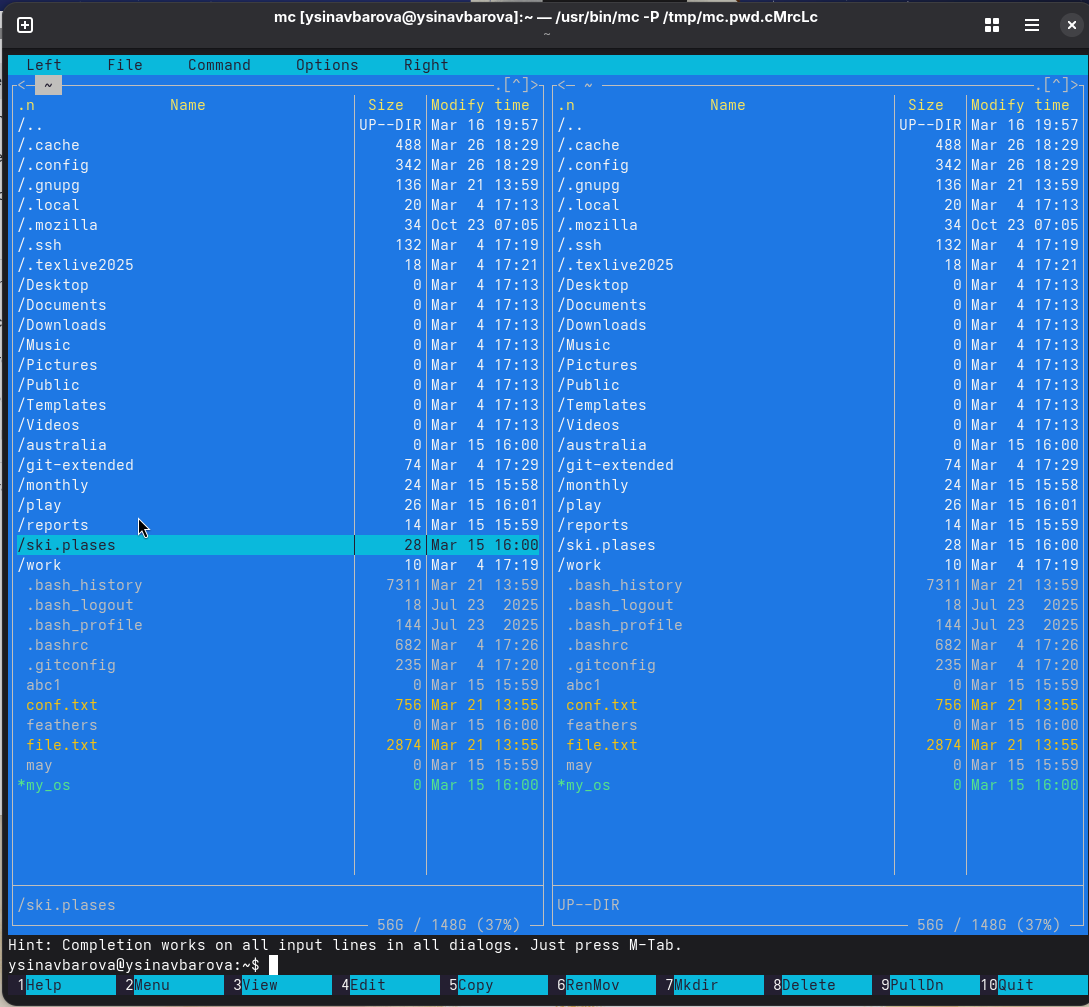 mc [ysinavbarova@ysinavbarova]:~ — /usr/bin/mc -P /tmp/mc.pwd.cMrcLc
~
Left File Command Options Right
<─ ~ ─.[^]> <─ ~ ─.[^]>
.n Name Size Modify time .n Name Size Modify time
/.. UP--DIR Mar 16 19:57 /.. UP--DIR Mar 16 19:57
/.cache 488 Mar 26 18:29 /.cache 488 Mar 26 18:29
/.config 342 Mar 26 18:29 /.config 342 Mar 26 18:29
/.gnupg 136 Mar 21 13:59 /.gnupg 136 Mar 21 13:59
/.local 20 Mar 4 17:13 /.local 20 Mar 4 17:13
/.mozilla 34 Oct 23 07:05 /.mozilla 34 Oct 23 07:05
/.ssh 132 Mar 4 17:19 /.ssh 132 Mar 4 17:19
/.texlive2025 18 Mar 4 17:21 /.texlive2025 18 Mar 4 17:21
/Desktop 0 Mar 4 17:13 /Desktop 0 Mar 4 17:13
/Documents 0 Mar 4 17:13 /Documents 0 Mar 4 17:13
/Downloads 0 Mar 4 17:13 /Downloads 0 Mar 4 17:13
/Music 0 Mar 4 17:13 /Music 0 Mar 4 17:13
/Pictures 0 Mar 4 17:13 /Pictures 0 Mar 4 17:13
/Public 0 Mar 4 17:13 /Public 0 Mar 4 17:13
/Templates 0 Mar 4 17:13 /Templates 0 Mar 4 17:13
/Videos 0 Mar 4 17:13 /Videos 0 Mar 4 17:13
/australia 0 Mar 15 16:00 /australia 0 Mar 15 16:00
/git-extended 74 Mar 4 17:29 /git-extended 74 Mar 4 17:29
/monthly 24 Mar 15 15:58 /monthly 24 Mar 15 15:58
/play 26 Mar 15 16:01 /play 26 Mar 15 16:01
/reports 14 Mar 15 15:59 /reports 14 Mar 15 15:59
/ski.plases 28 Mar 15 16:00 /ski.plases 28 Mar 15 16:00
/work 10 Mar 4 17:19 /work 10 Mar 4 17:19
.bash_history 7311 Mar 21 13:59 .bash_history 7311 Mar 21 13:59
.bash_logout 18 Jul 23 2025 .bash_logout 18 Jul 23 2025
.bash_profile 144 Jul 23 2025 .bash_profile 144 Jul 23 2025
.bashrc 682 Mar 4 17:26 .bashrc 682 Mar 4 17:26
.gitconfig 235 Mar 4 17:20 .gitconfig 235 Mar 4 17:20
abc1 0 Mar 15 15:59 abc1 0 Mar 15 15:59
conf.txt 756 Mar 21 13:55 conf.txt 756 Mar 21 13:55
feathers 0 Mar 15 16:00 feathers 0 Mar 15 16:00
file.txt 2874 Mar 21 13:55 file.txt 2874 Mar 21 13:55
may 0 Mar 15 15:59 may 0 Mar 15 15:59
*my_os 0 Mar 15 16:00 *my_os 0 Mar 15 16:00
/ski.plases UP--DIR
56G / 148G (37%) 56G / 148G (37%)
Hint: Completion works on all input lines in all dialogs. Just press M-Tab.
ysinavbarova@ysinavbarova:~$
1Help 2Menu 3View 4Edit 5Copy 6RenMov 7Mkdir 8Delete 9PullDn 10Quit